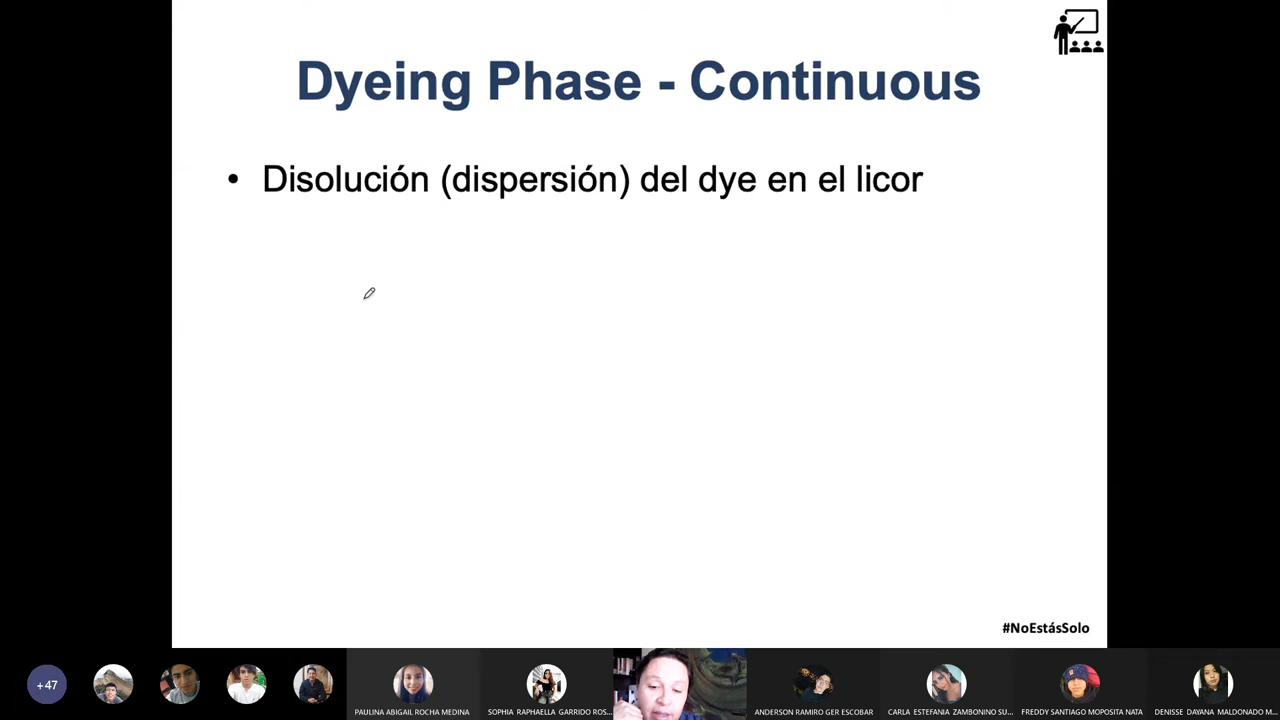 Dyeing Phase - Continuous
• Disolución (dispersión) del dye en el licor
#NoEstásSolo
+47
PAULINA ABIGAIL ROCHA MEDINA
SOPHIA RAPHAELLA GARRIDO ROS...
ANDERSON RAMIRO GER ESCOBAR
CARLA ESTEFANIA ZAMBONINO SU...
FREDDY SANTIAGO MOPOSITA NATA
DENISSE DAYANA MALDONADO M...